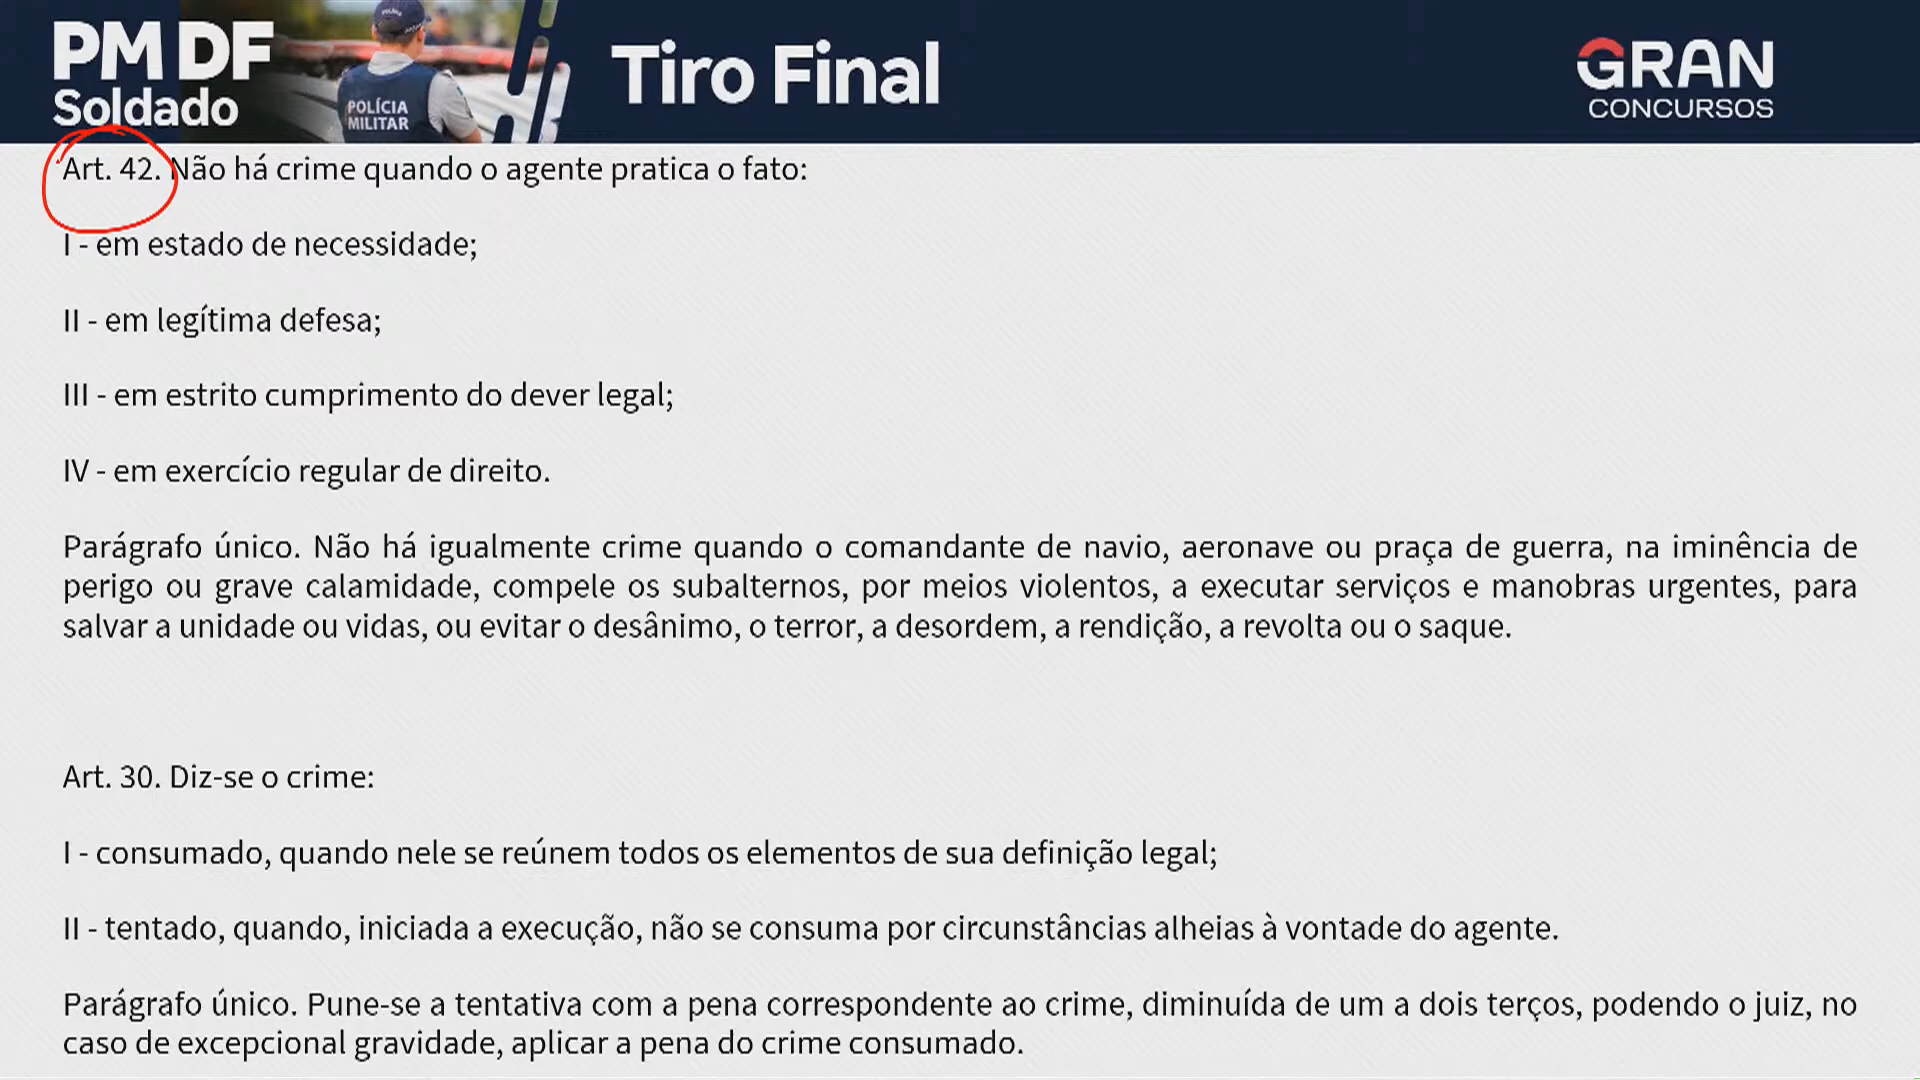 PM DF
Soldado
POLÍCIA
MILITAR
Tiro Final
GRAN
CONCURSOS
Art. 42. Não há crime quando o agente pratica o fato:
I - em estado de necessidade;
II - em legítima defesa;
III - em estrito cumprimento do dever legal;
IV - em exercício regular de direito.
Parágrafo único. Não há igualmente crime quando o comandante de navio, aeronave ou praça de guerra, na iminência de
perigo ou grave calamidade, compele os subalternos, por meios violentos, a executar serviços e manobras urgentes, para
salvar a unidade ou vidas, ou evitar o desânimo, o terror, a desordem, a rendição, a revolta ou o saque.
Art. 30. Diz-se o crime:
I - consumado, quando nele se reúnem todos os elementos de sua definição legal;
II - tentado, quando, iniciada a execução, não se consuma por circunstâncias alheias à vontade do agente.
Parágrafo único. Pune-se a tentativa com a pena correspondente ao crime, diminuída de um a dois terços, podendo o juiz, no
caso de excepcional gravidade, aplicar a pena do crime consumado.